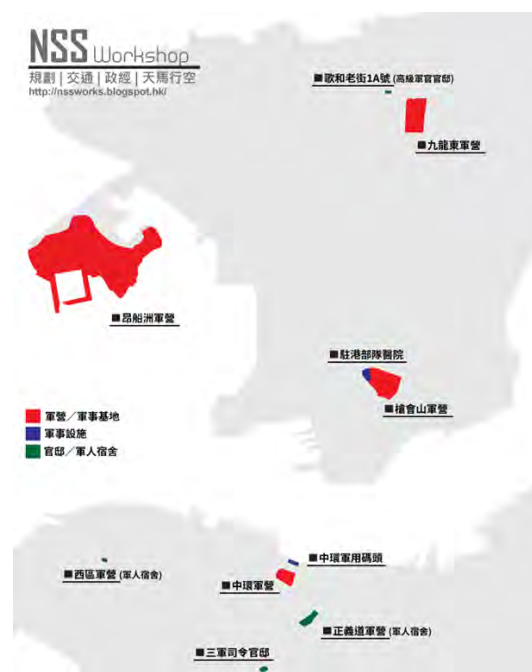 NSS Workshop
規劃 | 交通 | 政經 | 天馬行空
http://nssworks.blogspot.hk/
■歌和老街1A號 (高級軍官官邸)
■九龍東軍營
■昂船洲軍營
■駐港部隊醫院
■槍會山軍營
軍營／軍事基地
軍事設施
官邸／軍人宿舍
■中環軍用碼頭
■西區軍營 (軍人宿舍)
■中環軍營
■正義道軍營 (軍人宿舍)
■三軍司令官邸